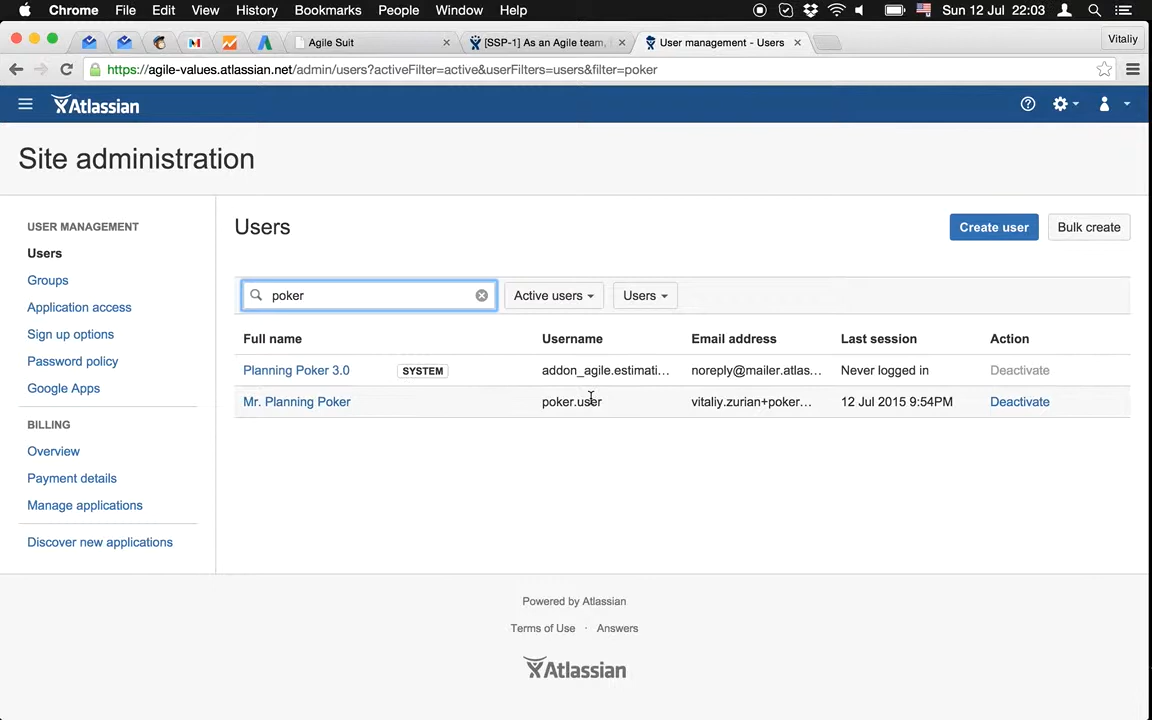 Chrome File Edit View History Bookmarks People Window Help Sun 12 Jul 22:03
Agile Suit [SSP-1] As an Agile team, User management - Users Vitaliy
https://agile-values.atlassian.net/admin/users?activeFilter=active&userFilters=users&filter=poker
Atlassian
Site administration
USER MANAGEMENT
Users
Groups
Application access
Sign up options
Password policy
Google Apps
BILLING
Overview
Payment details
Manage applications
Discover new applications
Users
Create user Bulk create
poker Active users Users
Full name Username Email address Last session Action
Planning Poker 3.0 SYSTEM addon_agile.estimati... noreply@mailer.atlas... Never logged in Deactivate
Mr. Planning Poker poker.user vitaliy.zurian+poker... 12 Jul 2015 9:54PM Deactivate
Powered by Atlassian
Terms of Use · Answers
Atlassian